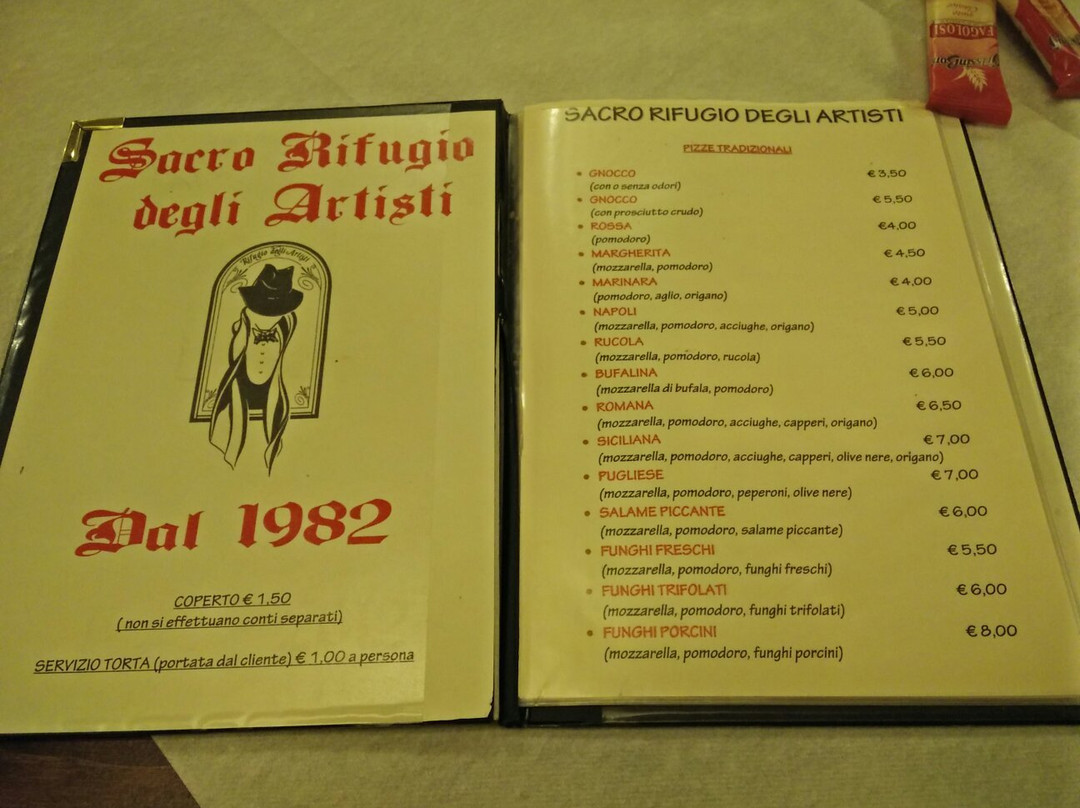 Sacro Rifugio
degli Artisti
Rifugio degli Artisti
Dal 1982
COPERTO € 1.50
( non si effettuano conti separati)
SERVIZIO TORTA (portata dal cliente) € 1.00 a persona
SACRO RIFUGIO DEGLI ARTISTI
PIZZE TRADIZIONALI
• GNOCCO € 3,50
(con o senza odori)
• GNOCCO € 5,50
(con prosciutto crudo)
• ROSSA €4,00
(pomodoro)
• MARGHERITA € 4,50
(mozzarella, pomodoro)
• MARINARA € 4,00
(pomodoro, aglio, origano)
• NAPOLI € 5,00
(mozzarella, pomodoro, acciughe, origano)
• RUCOLA € 5,50
(mozzarella, pomodoro, rucola)
• BUFALINA € 6,00
(mozzarella di bufala, pomodoro)
• ROMANA € 6,50
(mozzarella, pomodoro, acciughe, capperi, origano)
• SICILIANA € 7,00
(mozzarella, pomodoro, acciughe, capperi, olive nere, origano)
• PUGLIESE € 7,00
(mozzarella, pomodoro, peperoni, olive nere)
• SALAME PICCANTE € 6,00
(mozzarella, pomodoro, salame piccante)
• FUNGHI FRESCHI € 5,50
(mozzarella, pomodoro, funghi freschi)
• FUNGHI TRIFOLATI € 6,00
(mozzarella, pomodoro, funghi trifolati)
• FUNGHI PORCINI € 8,00
(mozzarella, pomodoro, funghi porcini)
FAGOLOSI